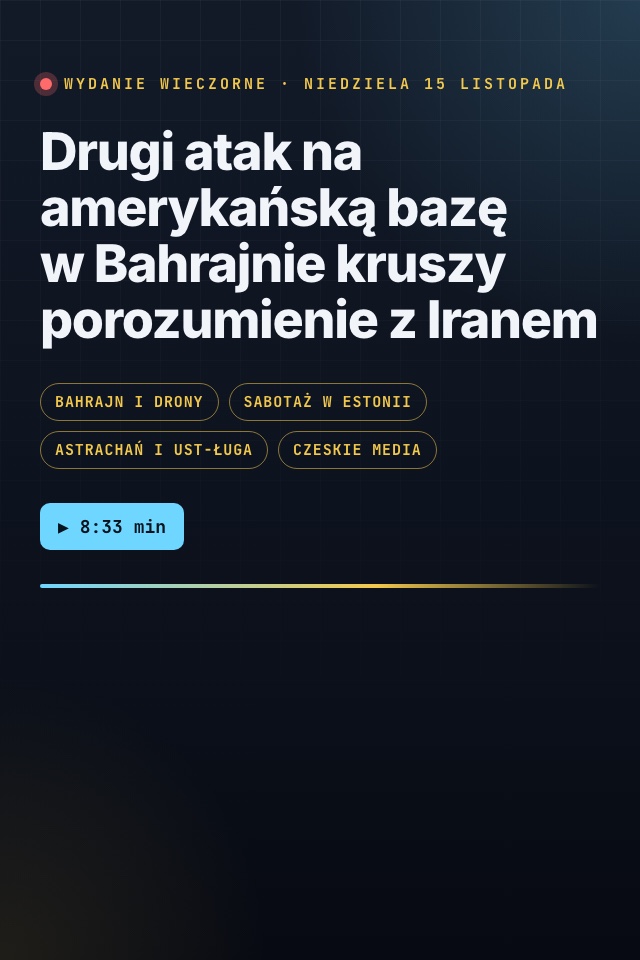 WYDANIE WIECZORNE · NIEDZIELA 15 LISTOPADA
Drugi atak na
amerykańską bazę
w Bahrajnie kruszy
porozumienie z Iranem
BAHRAJN I DRONY
SABOTAŻ W ESTONII
ASTRACHAŃ I UST-ŁUGA
CZESKIE MEDIA
▶ 8:33 min